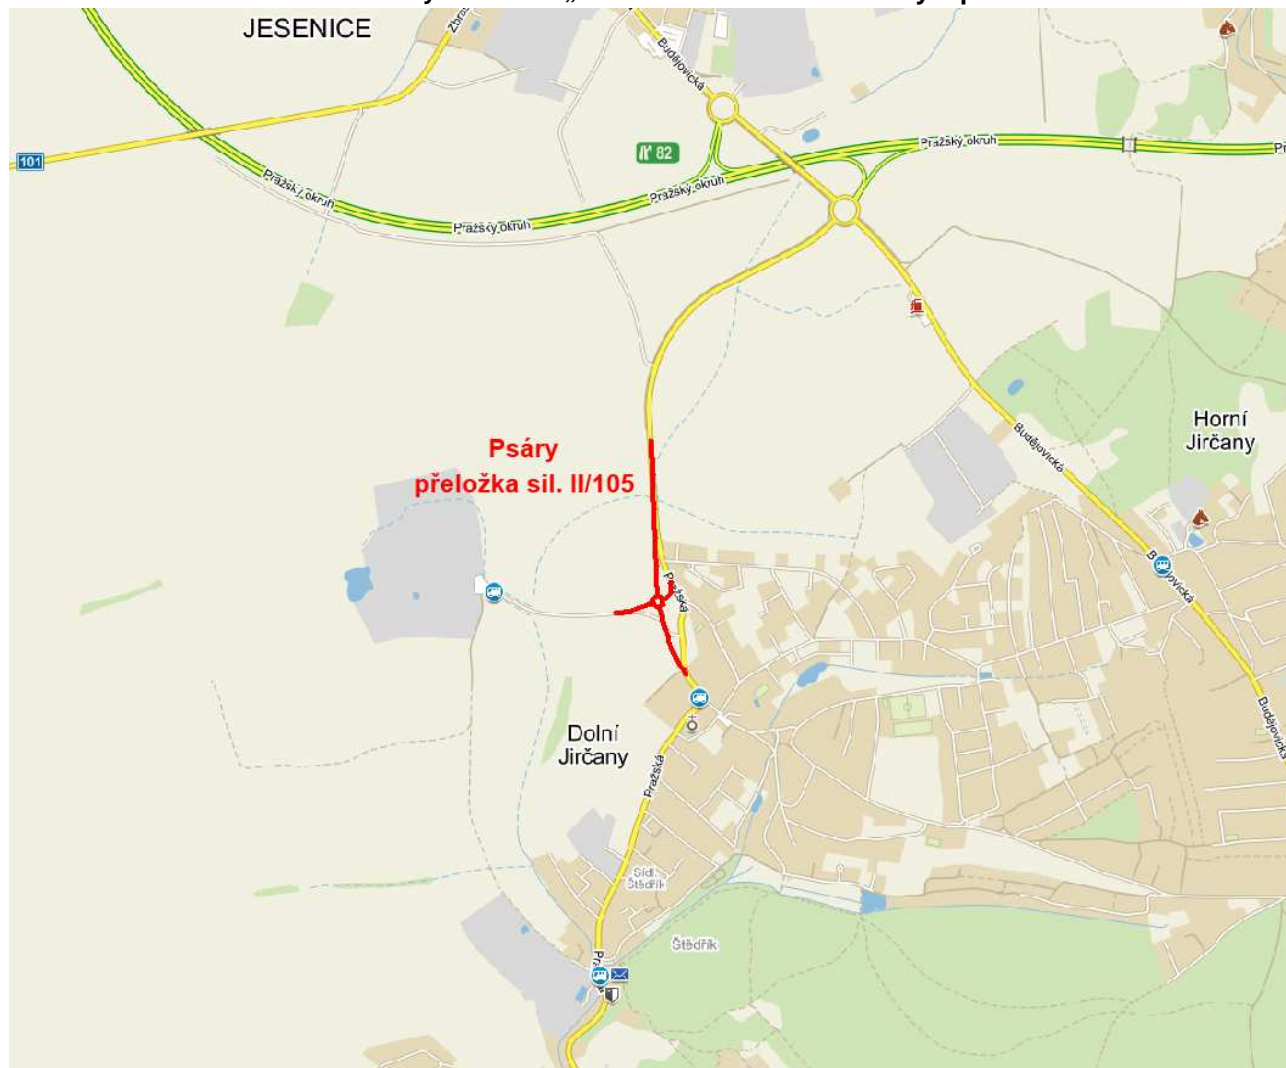 JESENICE
Budějovická
101
Pražský okruh
82
Pražský okruh
Pražský okruh
Pražský okruh
Psáry
přeložka sil. II/105
Horní
Jirčany
Budějovická
Pražská
Budějovická
Dolní
Jirčany
Pražská
Sídl.
Štědřík
Štědřík